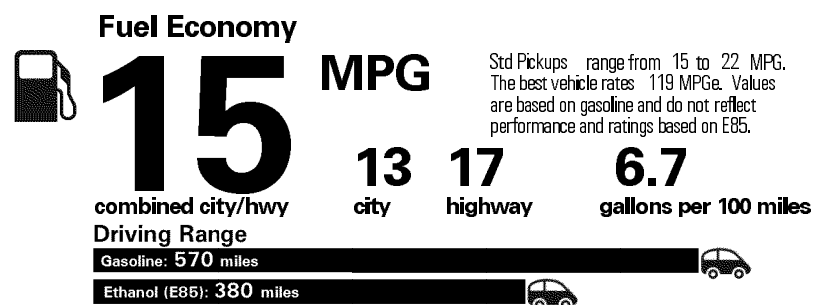 Fuel Economy
15 MPG
Std Pickups range from 15 to 22 MPG.
The best vehicle rates 119 MPGe. Values
are based on gasoline and do not reflect
performance and ratings based on E85.
13 17 6.7
combined city/hwy city highway gallons per 100 miles
Driving Range
Gasoline: 570 miles
Ethanol (E85): 380 miles